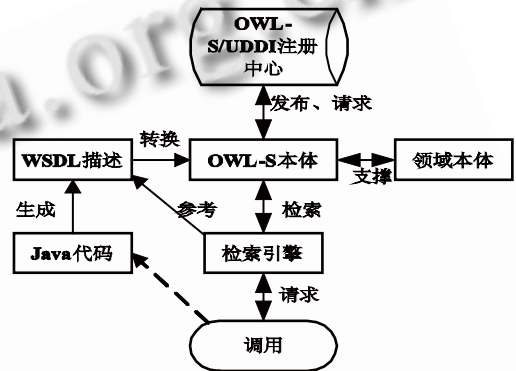 a.org.cn
OWL-
S/UDDI注册
中心
发布、请求
转换
WSDL描述
OWL-S本体
支撑
领域本体
生成
参考
检索
Java代码
检索引擎
请求
调用